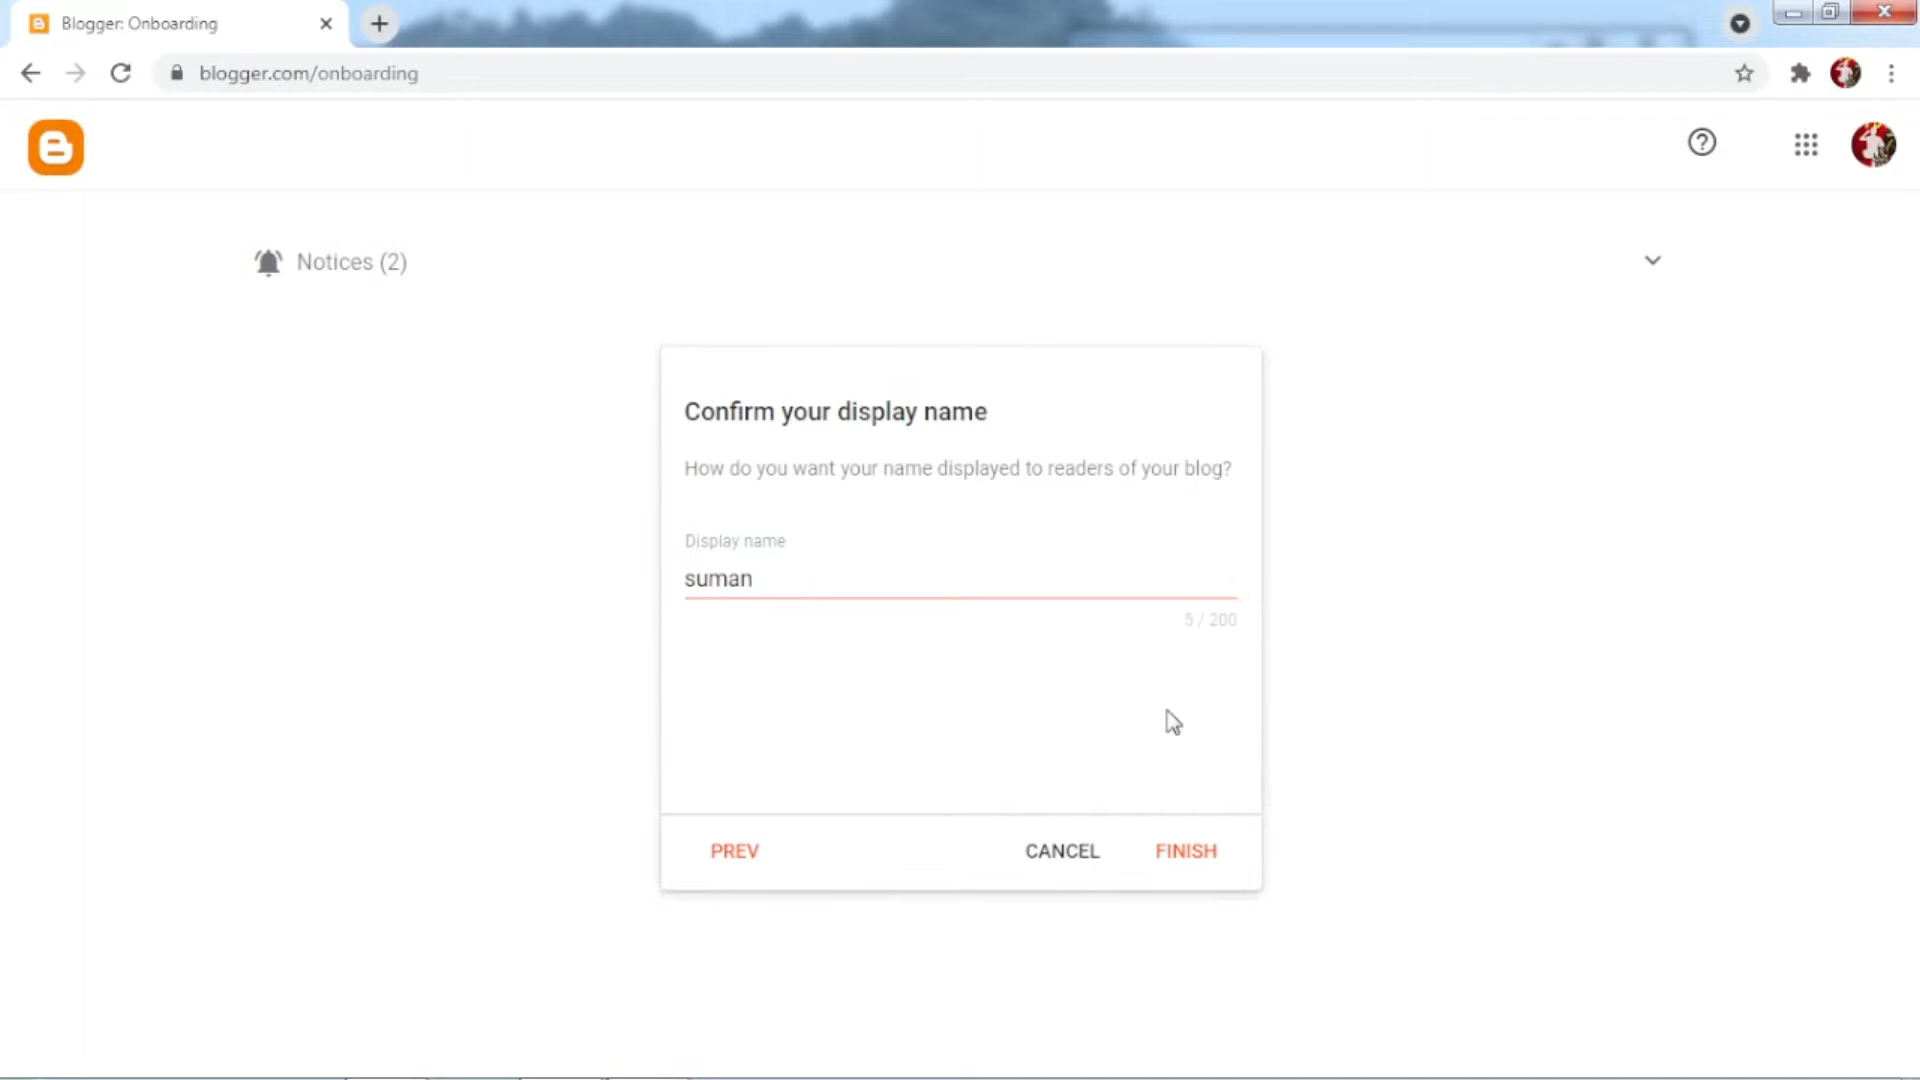 Blogger: Onboarding
blogger.com/onboarding
Notices (2)
Confirm your display name
How do you want your name displayed to readers of your blog?
Display name
suman
5 / 200
PREV
CANCEL
FINISH